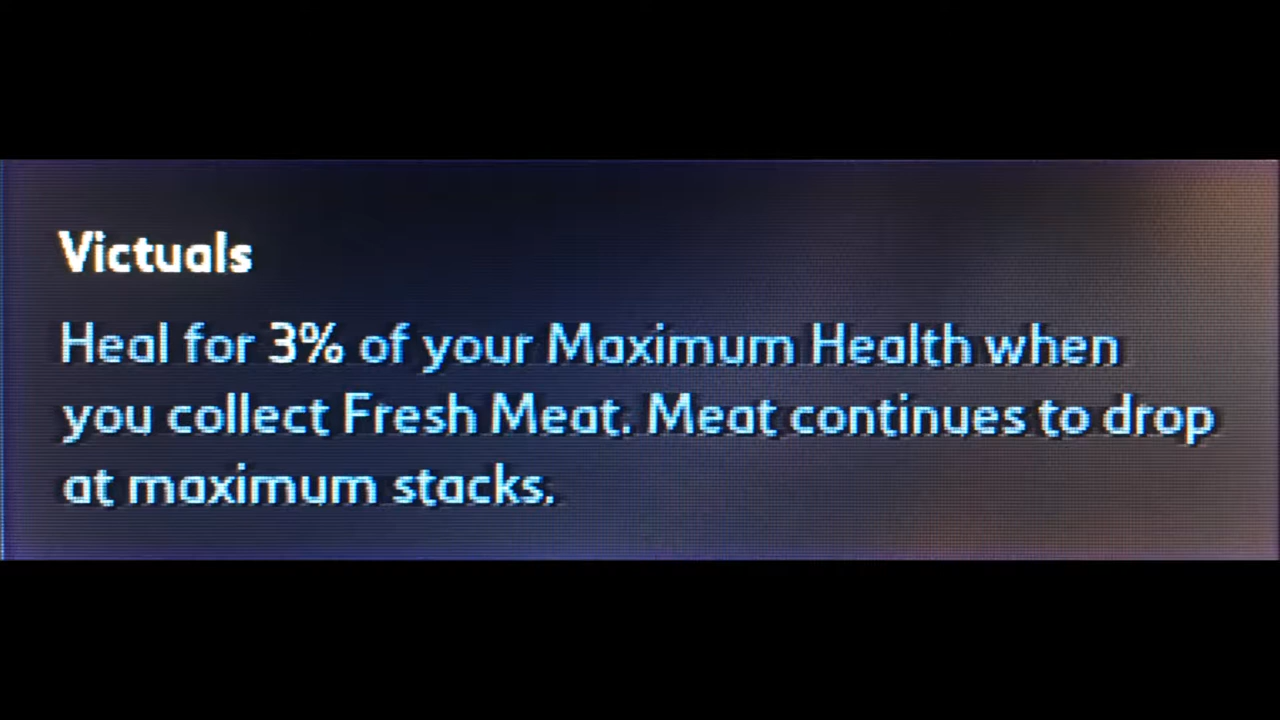 Victuals
Heal for 3% of your Maximum Health when
you collect Fresh Meat. Meat continues to drop
at maximum stacks.